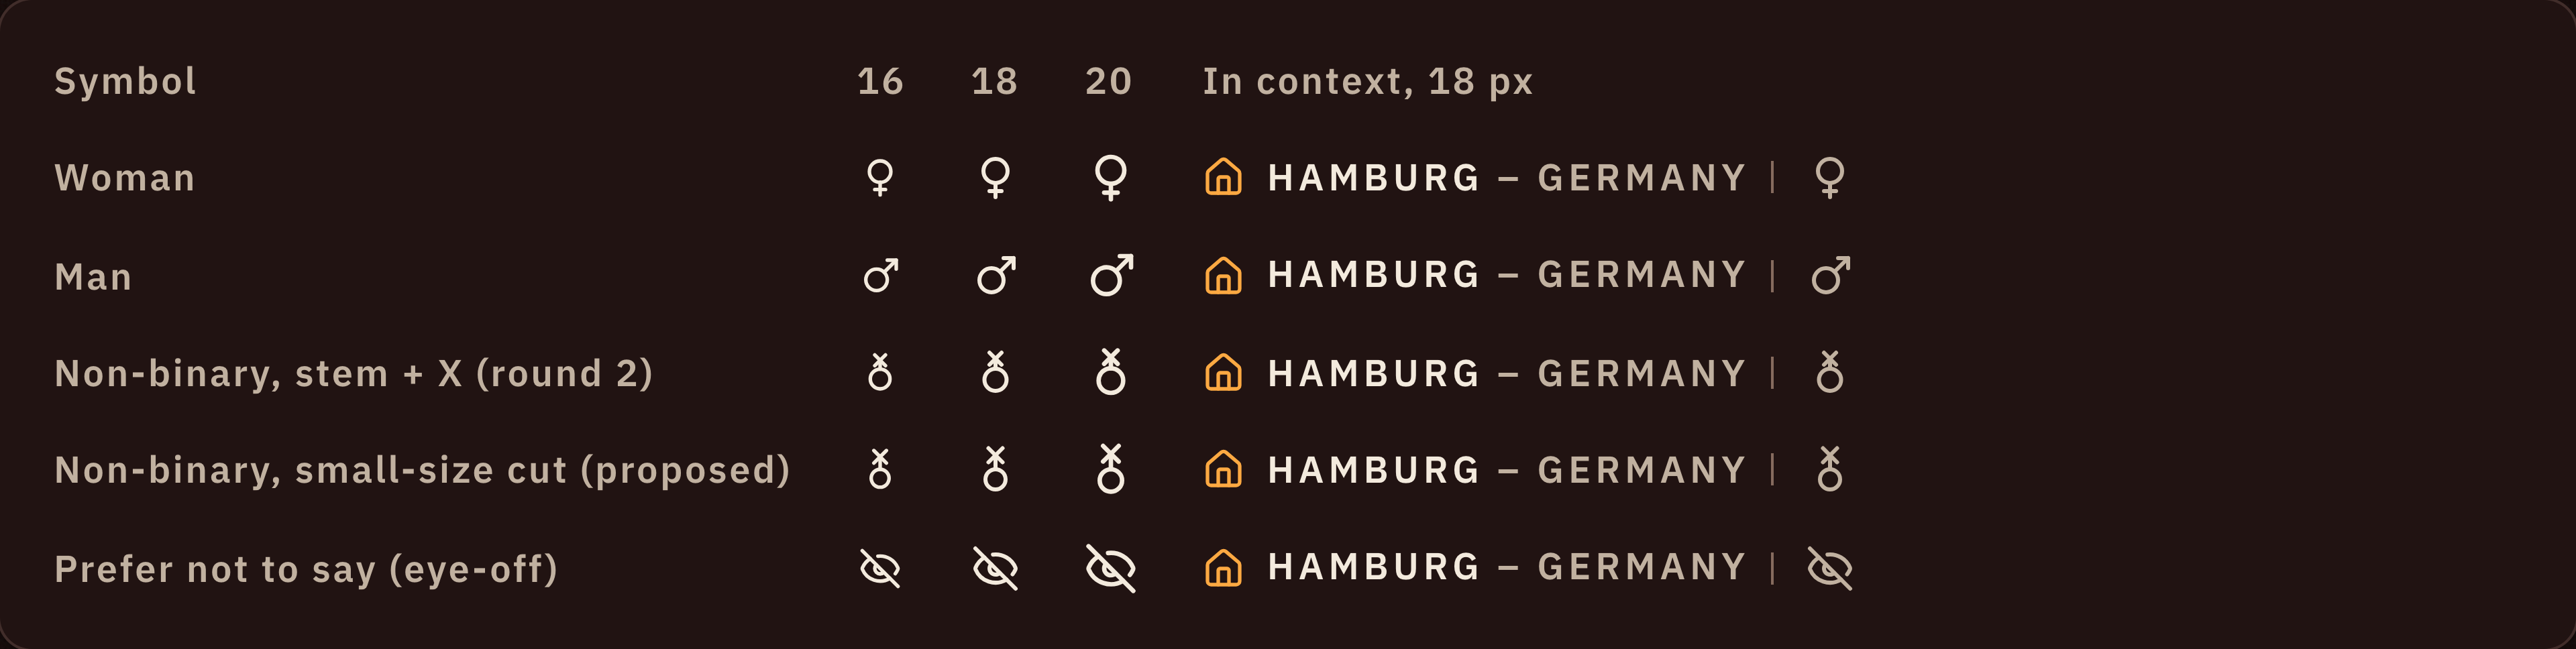 Symbol 16 18 20 In context, 18 px
Woman HAMBURG – GERMANY |
Man HAMBURG – GERMANY |
Non-binary, stem + X (round 2) HAMBURG – GERMANY |
Non-binary, small-size cut (proposed) HAMBURG – GERMANY |
Prefer not to say (eye-off) HAMBURG – GERMANY |